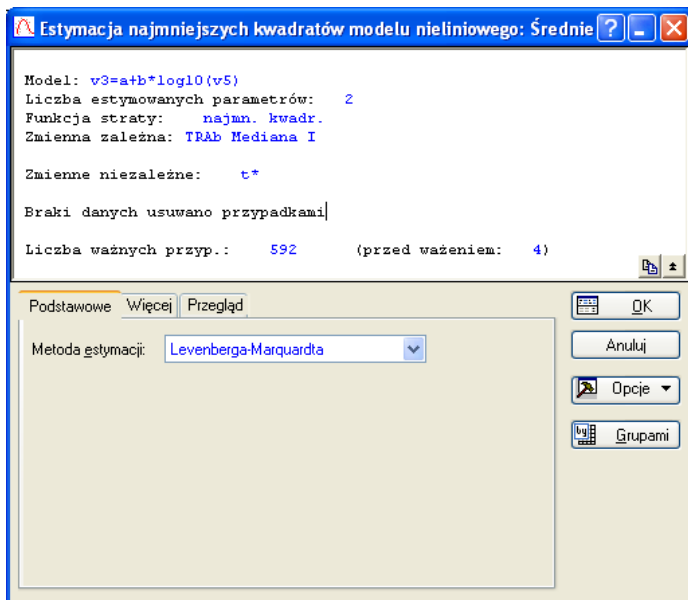 Estymacja najmniejszych kwadratów modelu nieliniowego: Średnie
Model: v3=a+b*log10(v5)
Liczba estymowanych parametrów: 2
Funkcja straty: najmn. kwadr.
Zmienna zależna: TRAb Mediana I
Zmienne niezależne: t*
Braki danych usuwano przypadkami
Liczba ważnych przyp.: 592 (przed ważeniem: 4)
Podstawowe Więcej Przegląd
Metoda estymacji: Levenberga-Marquardta
OK
Anuluj
Opcje
Grupami